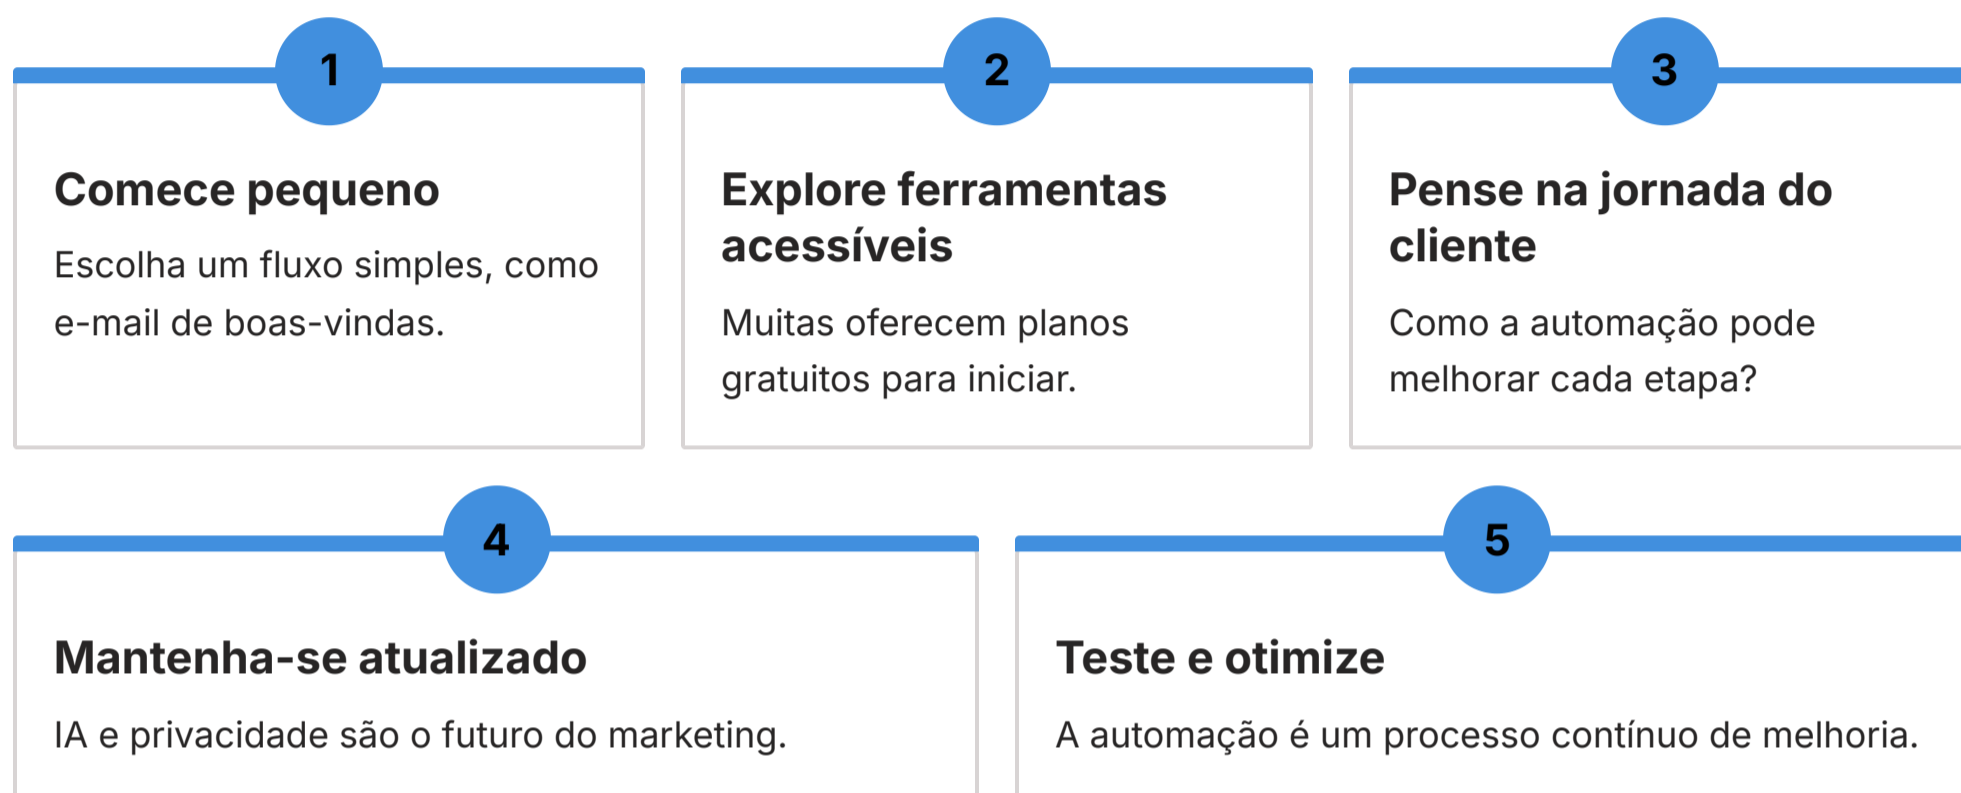 1
Comece pequeno
Escolha um fluxo simples, como
e-mail de boas-vindas.
2
Explore ferramentas
acessíveis
Muitas oferecem planos
gratuitos para iniciar.
3
Pense na jornada do
cliente
Como a automação pode
melhorar cada etapa?
4
Mantenha-se atualizado
IA e privacidade são o futuro do marketing.
5
Teste e otimize
A automação é um processo contínuo de melhoria.